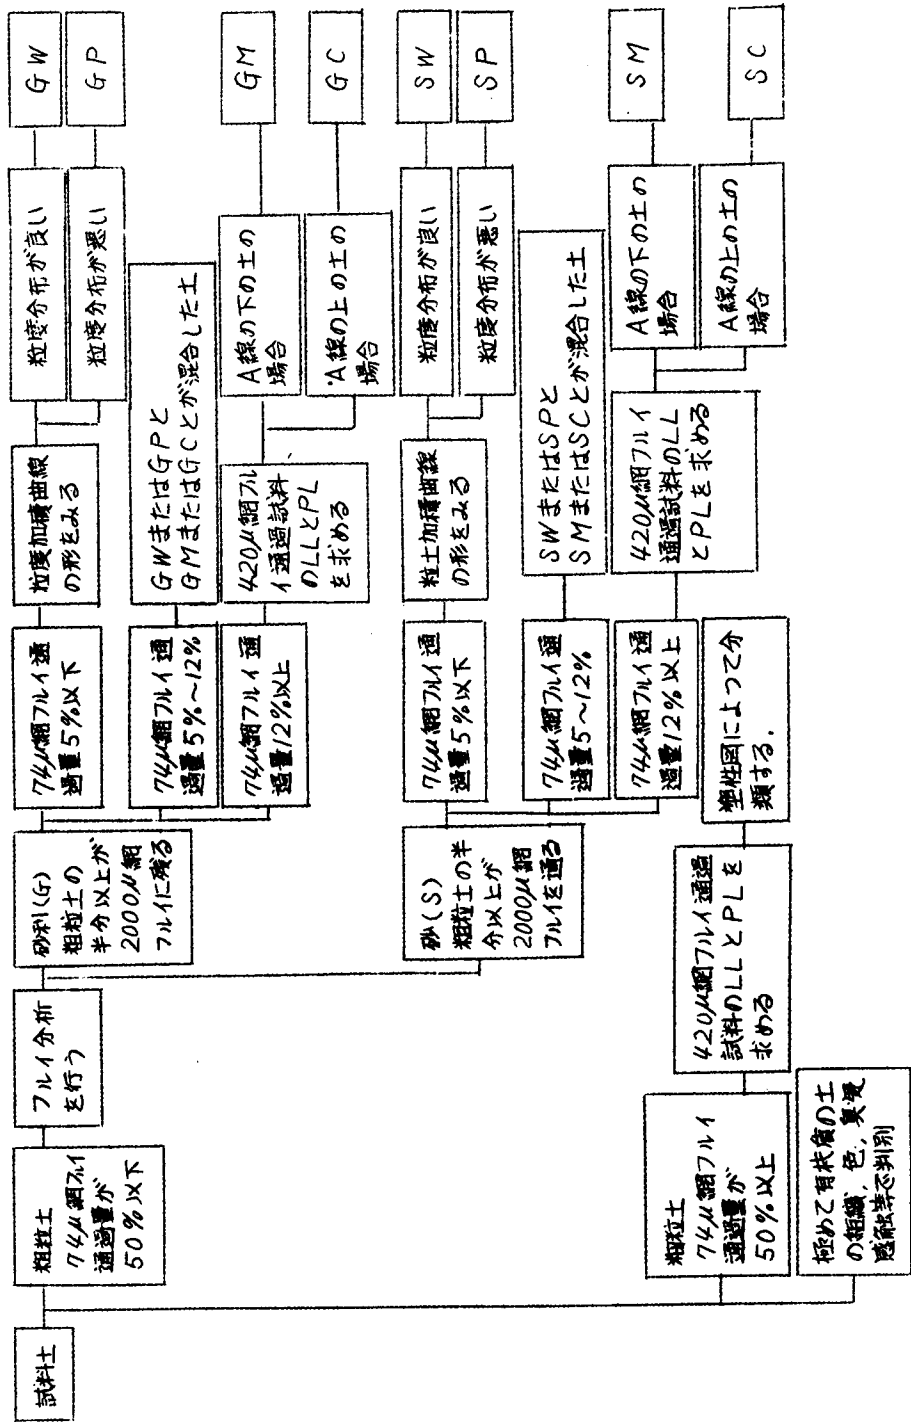 試料土
粗粒土
74μ網フルイ
通過量が
50%以下
フルイ分析
を行う
砂利(G)
粗粒土の
半分以上が
2000μ網
フルイに残る
74μ網フルイ通
過量5%以下
粒度加積曲線
の形をみる
粒度分布が良い
GW
粒度分布が悪い
GP
74μ網フルイ通
過量5%~12%
GWまたはGPと
GMまたはGCとが混合した土
74μ網フルイ通
過量12%以上
420μ網フル
イ通過試料
のLLとPL
を求める
A線の下の土の
場合
GM
A線の上の土の
場合
GC
砂(S)
粗粒土の半
分以上が
2000μ網
フルイを通る
74μ網フルイ通
過量5%以下
粒土加積曲線
の形をみる
粒度分布が良い
SW
粒度分布が悪い
SP
74μ網フルイ通
過量5~12%
SWまたはSPと
SMまたはSCとが混合した土
74μ網フルイ通
過量12%以上
420μ網フルイ
通過試料のLL
とPLを求める
A線の下の土の
場合
SM
A線の上の土の
場合
SC
粗粒土
74μ網フルイ
通過量が
50%以上
420μ網フルイ通過
試料のLLとPLを
求める
塑性図によって分
類する.
極めて有機質の土
の組織,色,臭覚
感触等で判別